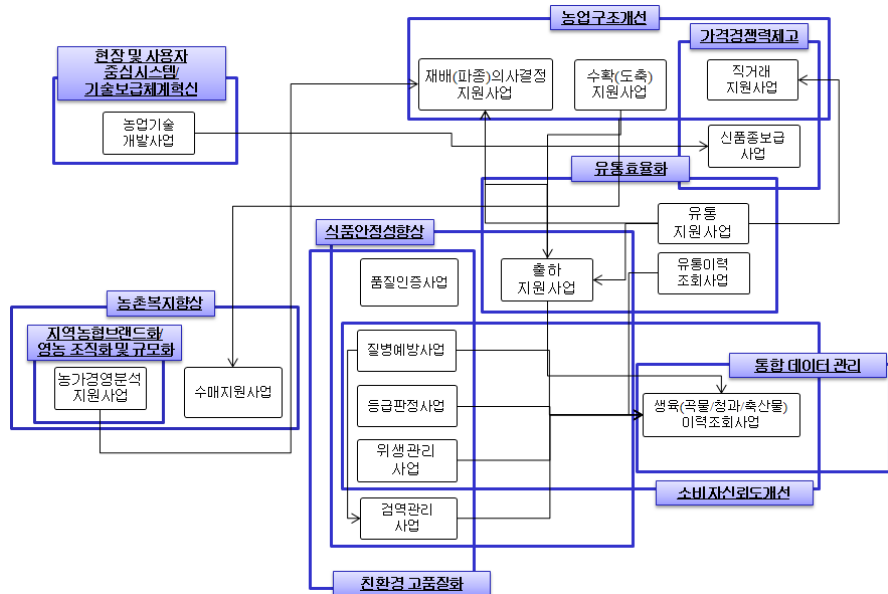 농업구조개선
가격경쟁력제고
현장 및 사용자
중심시스템/
기술보급체계혁신
재배(파종)의사결정
지원사업
수확(도축)
지원사업
직거래
지원사업
농업기술
개발사업
신품종보급
사업
유통효율화
식품안정성향상
유통
지원사업
품질인증사업
출하
지원사업
유통이력
조회사업
농촌복지향상
지역농협브랜드화/
영농 조직화 및 규모화
농가경영분석
지원사업
수매지원사업
질병예방사업
통합 데이터 관리
등급판정사업
생육(곡물/청과/축산물)
이력조회사업
위생관리
사업
소비자신뢰도개선
검역관리
사업
친환경 고품질화